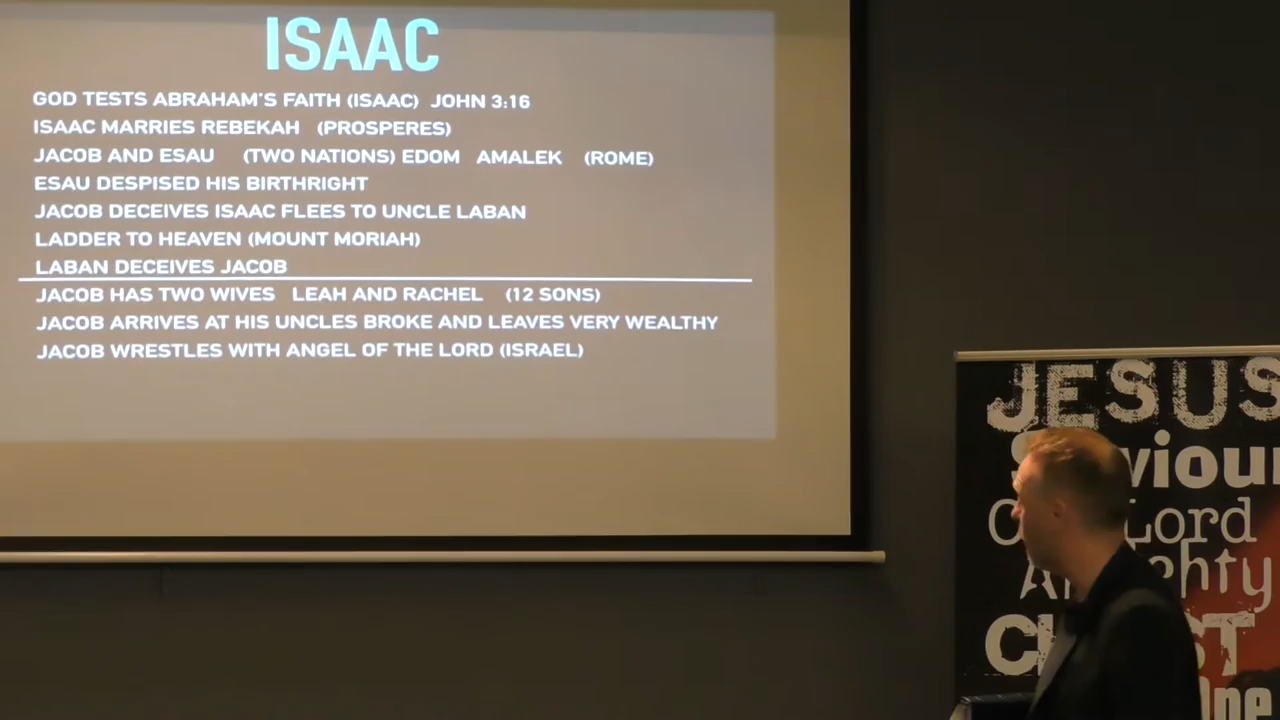 ISAAC
GOD TESTS ABRAHAM'S FAITH (ISAAC) JOHN 3:16
ISAAC MARRIES REBEKAH (PROSPERES)
JACOB AND ESAU (TWO NATIONS) EDOM AMALEK (ROME)
ESAU DESPISED HIS BIRTHRIGHT
JACOB DECEIVES ISAAC FLEES TO UNCLE LABAN
LADDER TO HEAVEN (MOUNT MORIAH)
LABAN DECEIVES JACOB
JACOB HAS TWO WIVES LEAH AND RACHEL (12 SONS)
JACOB ARRIVES AT HIS UNCLES BROKE AND LEAVES VERY WEALTHY
JACOB WRESTLES WITH ANGEL OF THE LORD (ISRAEL)
JESUS
Lord